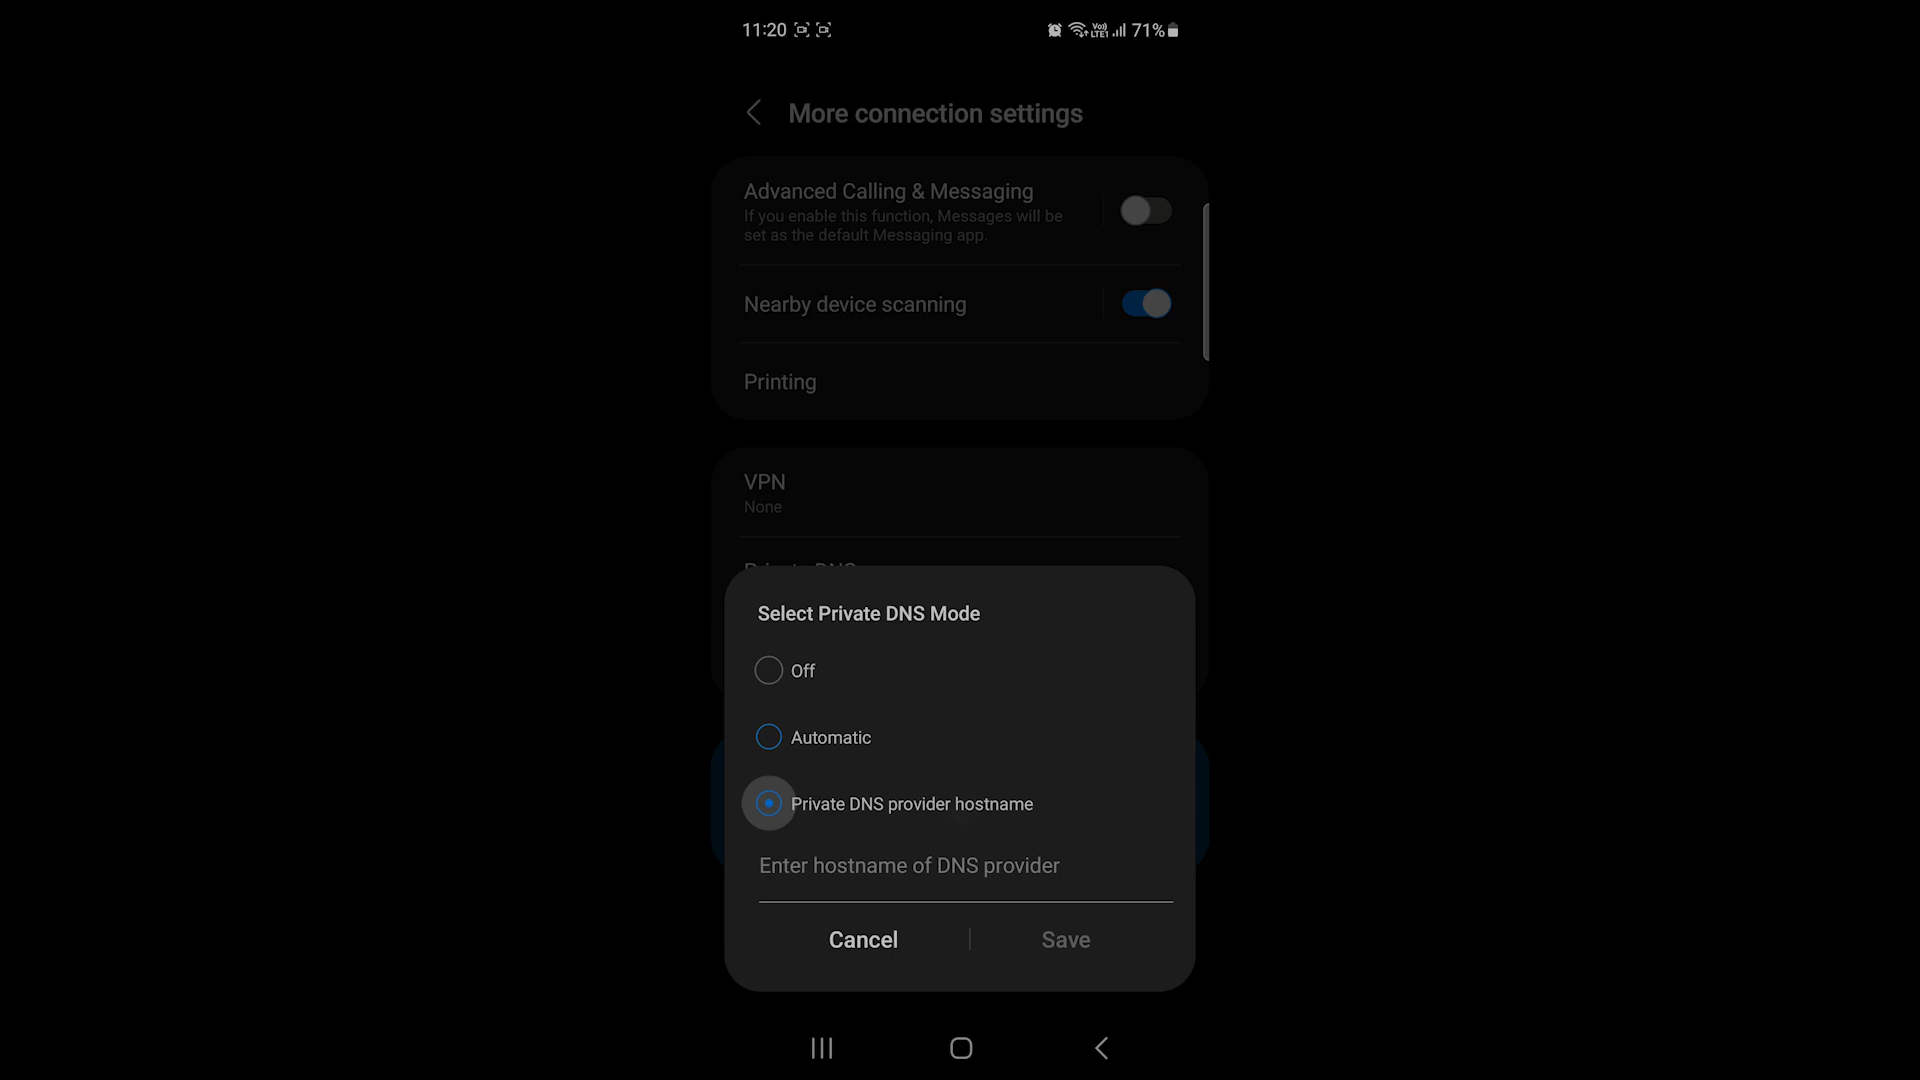 11:20 71%
More connection settings
Advanced Calling & Messaging
If you enable this function, Messages will be
set as the default Messaging app.
Nearby device scanning
Printing
VPN
None
Private DNS
Select Private DNS Mode
Off
Automatic
Private DNS provider hostname
Enter hostname of DNS provider
Cancel
Save